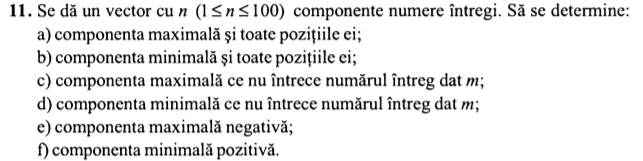 11. Se dă un vector cu n (1 ≤ n ≤ 100) componente numere întregi. Să se determine:
a) componenta maximală şi toate poziţiile ei;
b) componenta minimală şi toate poziţiile ei;
c) componenta maximală ce nu întrece numărul întreg dat m;
d) componenta minimală ce nu întrece numărul întreg dat m;
e) componenta maximală negativă;
f) componenta minimală pozitivă.